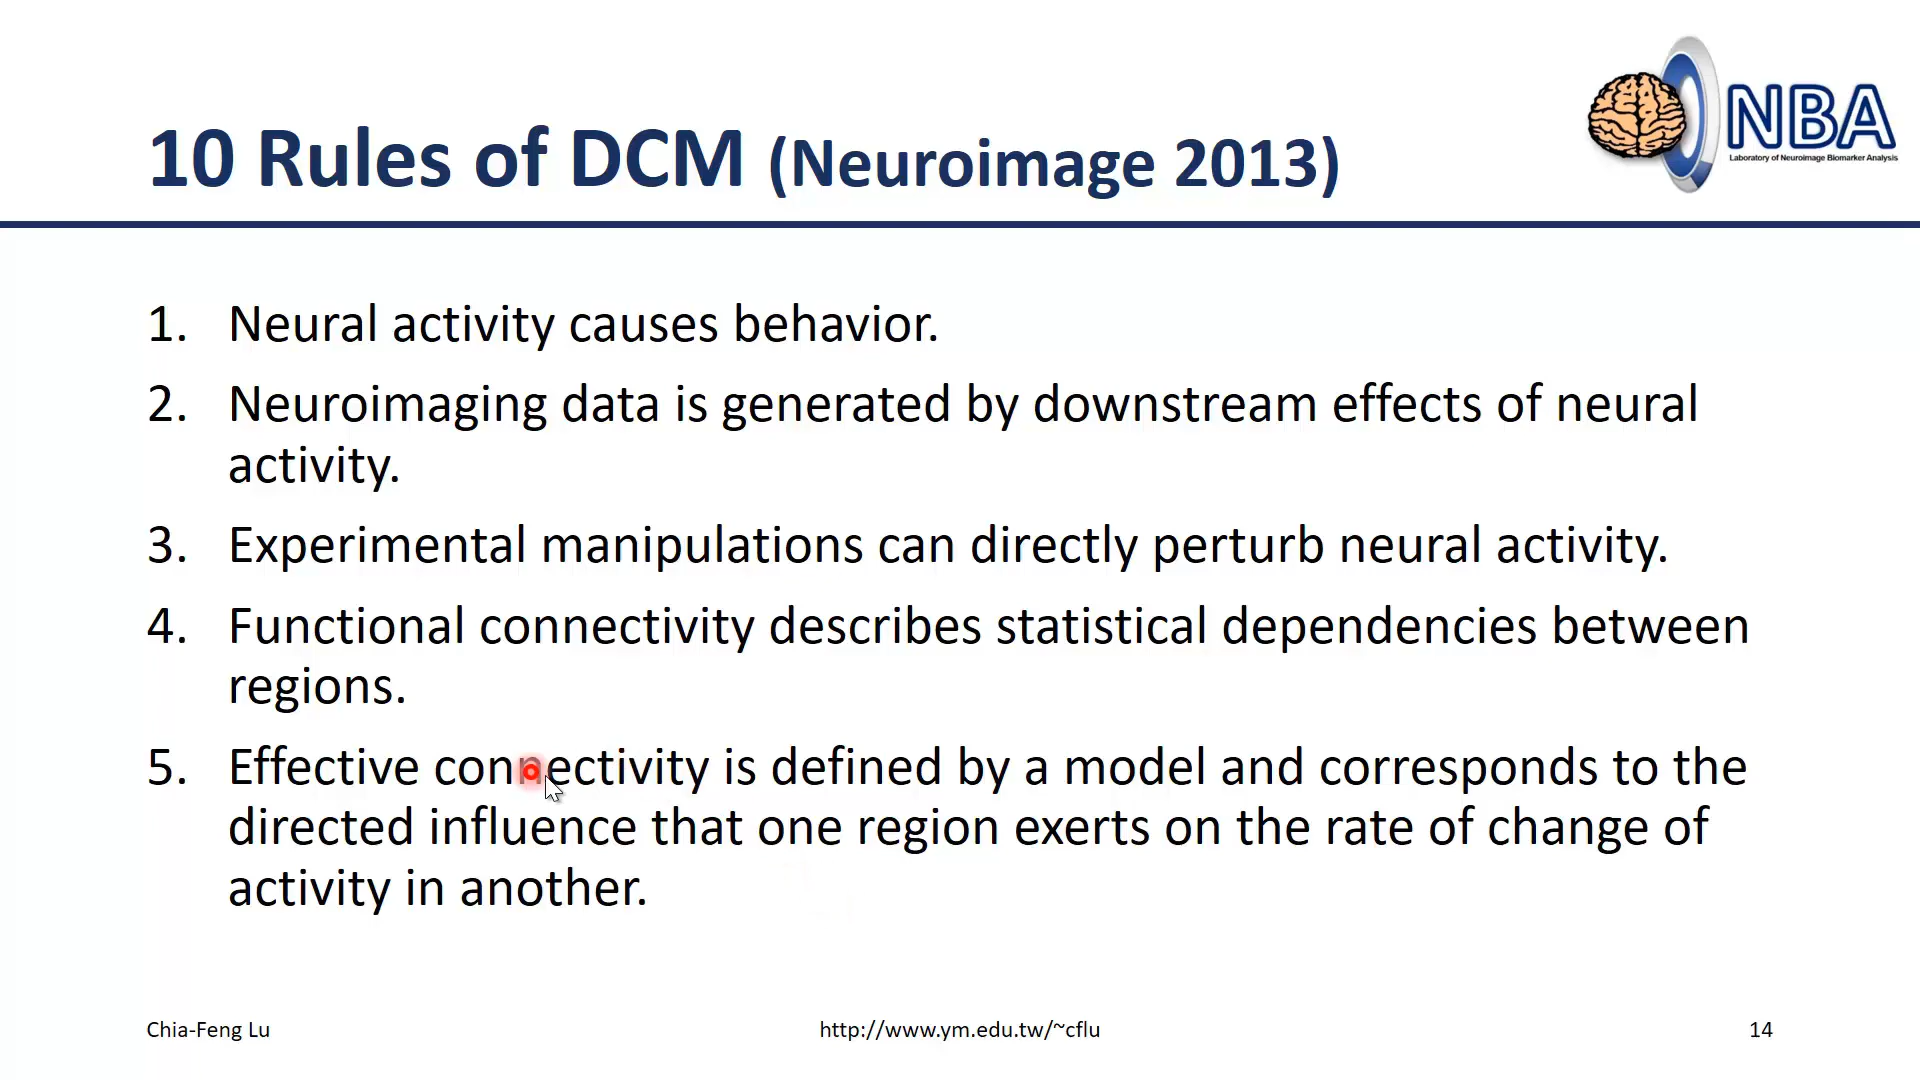 NBA
Laboratory of Neuroimage Biomarker Analysis
10 Rules of DCM (Neuroimage 2013)
1. Neural activity causes behavior.
2. Neuroimaging data is generated by downstream effects of neural
activity.
3. Experimental manipulations can directly perturb neural activity.
4. Functional connectivity describes statistical dependencies between
regions.
5. Effective connectivity is defined by a model and corresponds to the
directed influence that one region exerts on the rate of change of
activity in another.
Chia-Feng Lu
http://www.ym.edu.tw/~cflu
14